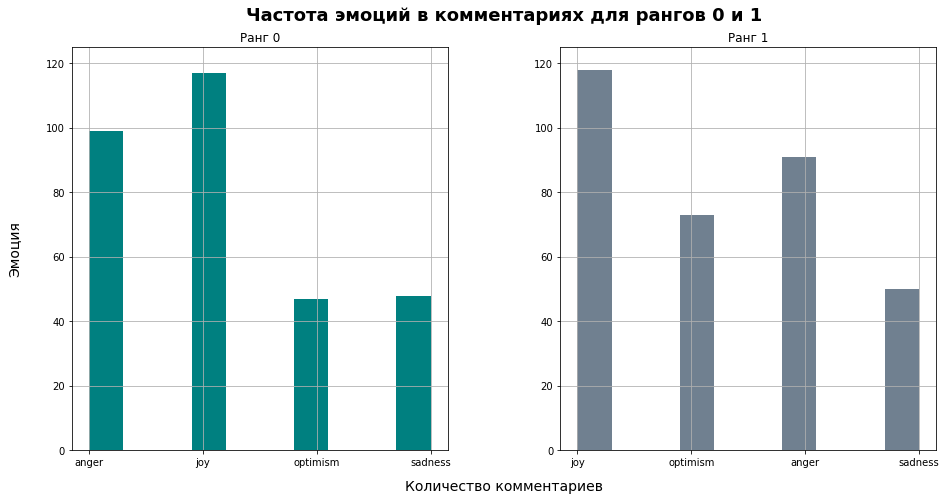 Частота эмоций в комментариях для рангов 0 и 1
Ранг 0
Ранг 1
120
100
80
60
40
20
0
120
100
80
60
40
20
0
Эмоция
anger joy optimism sadness
joy optimism anger sadness
Количество комментариев